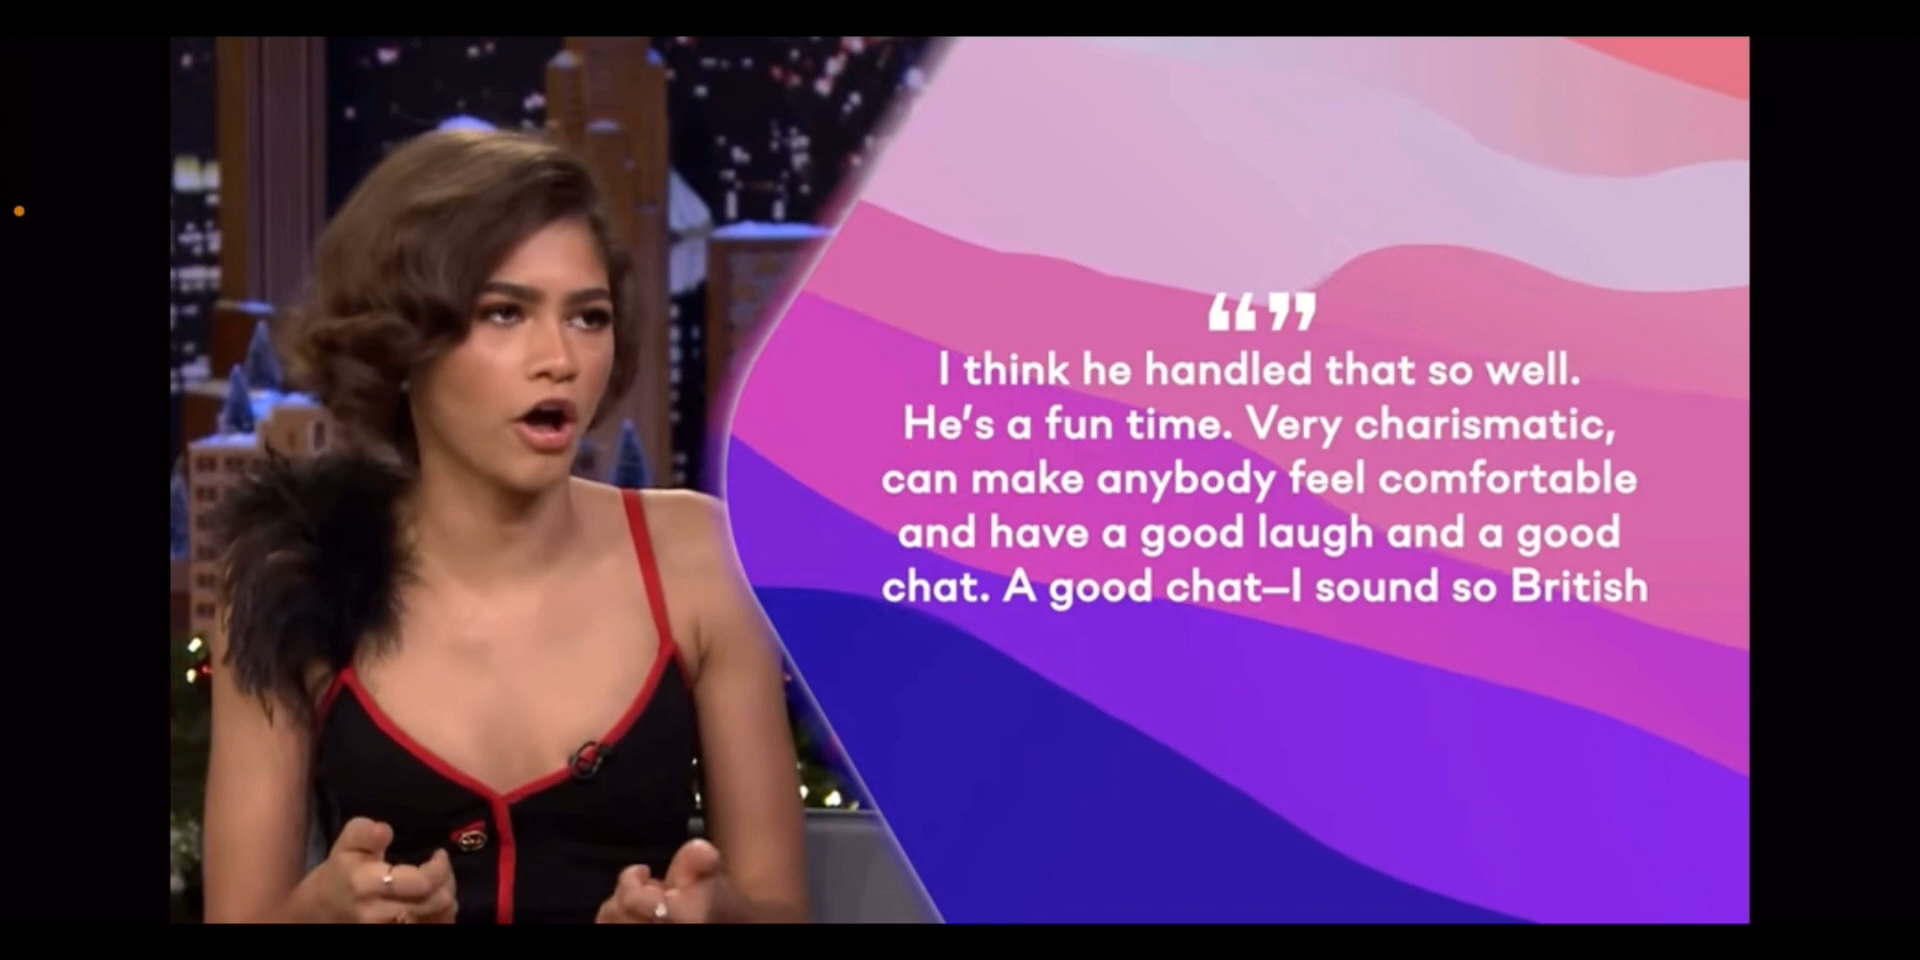 “”
I think he handled that so well.
He’s a fun time. Very charismatic,
can make anybody feel comfortable
and have a good laugh and a good
chat. A good chat–I sound so British